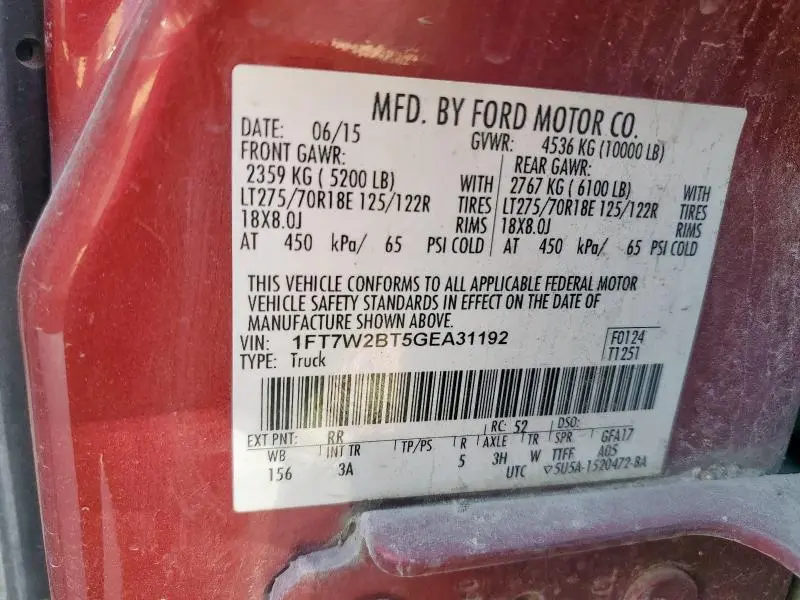 MFD. BY FORD MOTOR CO.
DATE: 06/15 GVWR: 4536 KG (10000 LB)
FRONT GAWR: REAR GAWR:
2359 KG ( 5200 LB) WITH 2767 KG ( 6100 LB) WITH
LT275/70R18E 125/122R TIRES LT275/70R18E 125/122R TIRES
18X8.0J RIMS 18X8.0J RIMS
AT 450 kPa/ 65 PSI COLD AT 450 kPa/ 65 PSI COLD
THIS VEHICLE CONFORMS TO ALL APPLICABLE FEDERAL MOTOR
VEHICLE SAFETY STANDARDS IN EFFECT ON THE DATE OF
MANUFACTURE SHOWN ABOVE.
VIN: 1FT7W2BT5GEA31192 F0124
TYPE: Truck T1251
EXT PNT: RR RC: 52 DSO:
WB INT TR TP/PS R AXLE TR SPR GFA17
156 3A 5 3H W TTFF A05
UTC ▽5U5A-1520472-BA